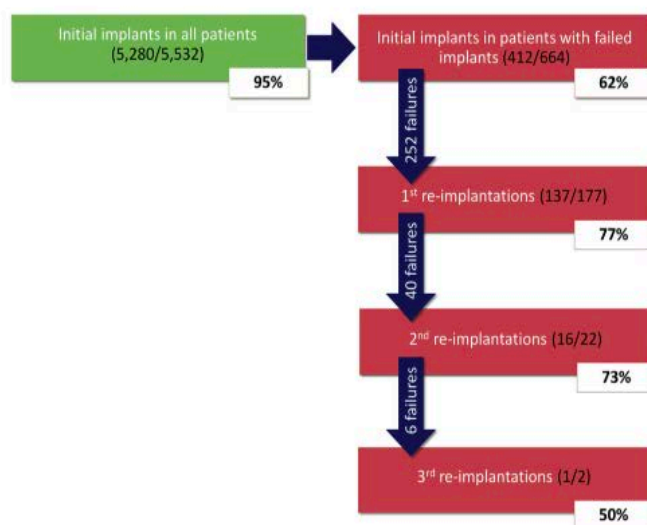 Initial implants in all patients
(5,280/5,532)
95%
Initial implants in patients with failed
implants (412/664)
62%
252 failures
1st re-implantations (137/177)
77%
40 failures
2nd re-implantations (16/22)
73%
6 failures
3rd re-implantations (1/2)
50%